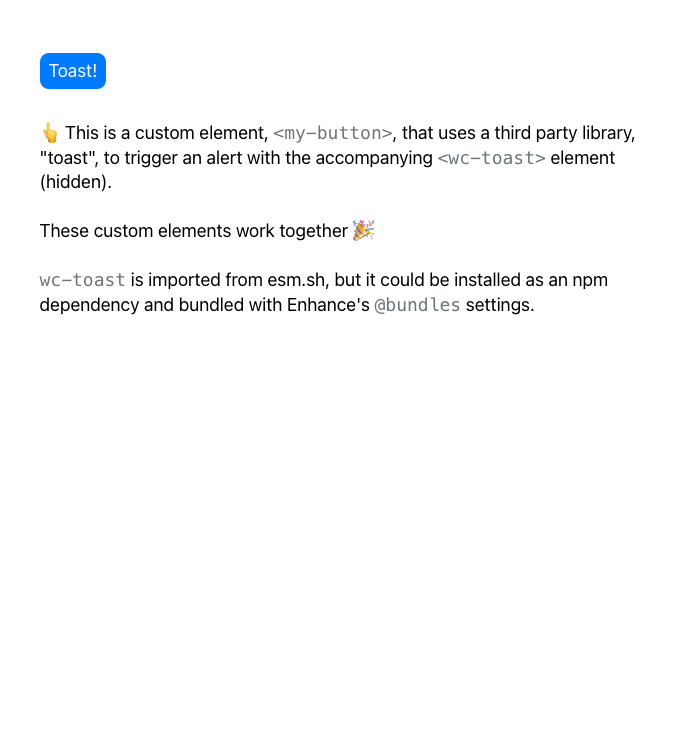 Toast!
👆 This is a custom element, <my-button>, that uses a third party library,
"toast", to trigger an alert with the accompanying <wc-toast> element
(hidden).
These custom elements work together 🎉
wc-toast is imported from esm.sh, but it could be installed as an npm
dependency and bundled with Enhance's @bundles settings.